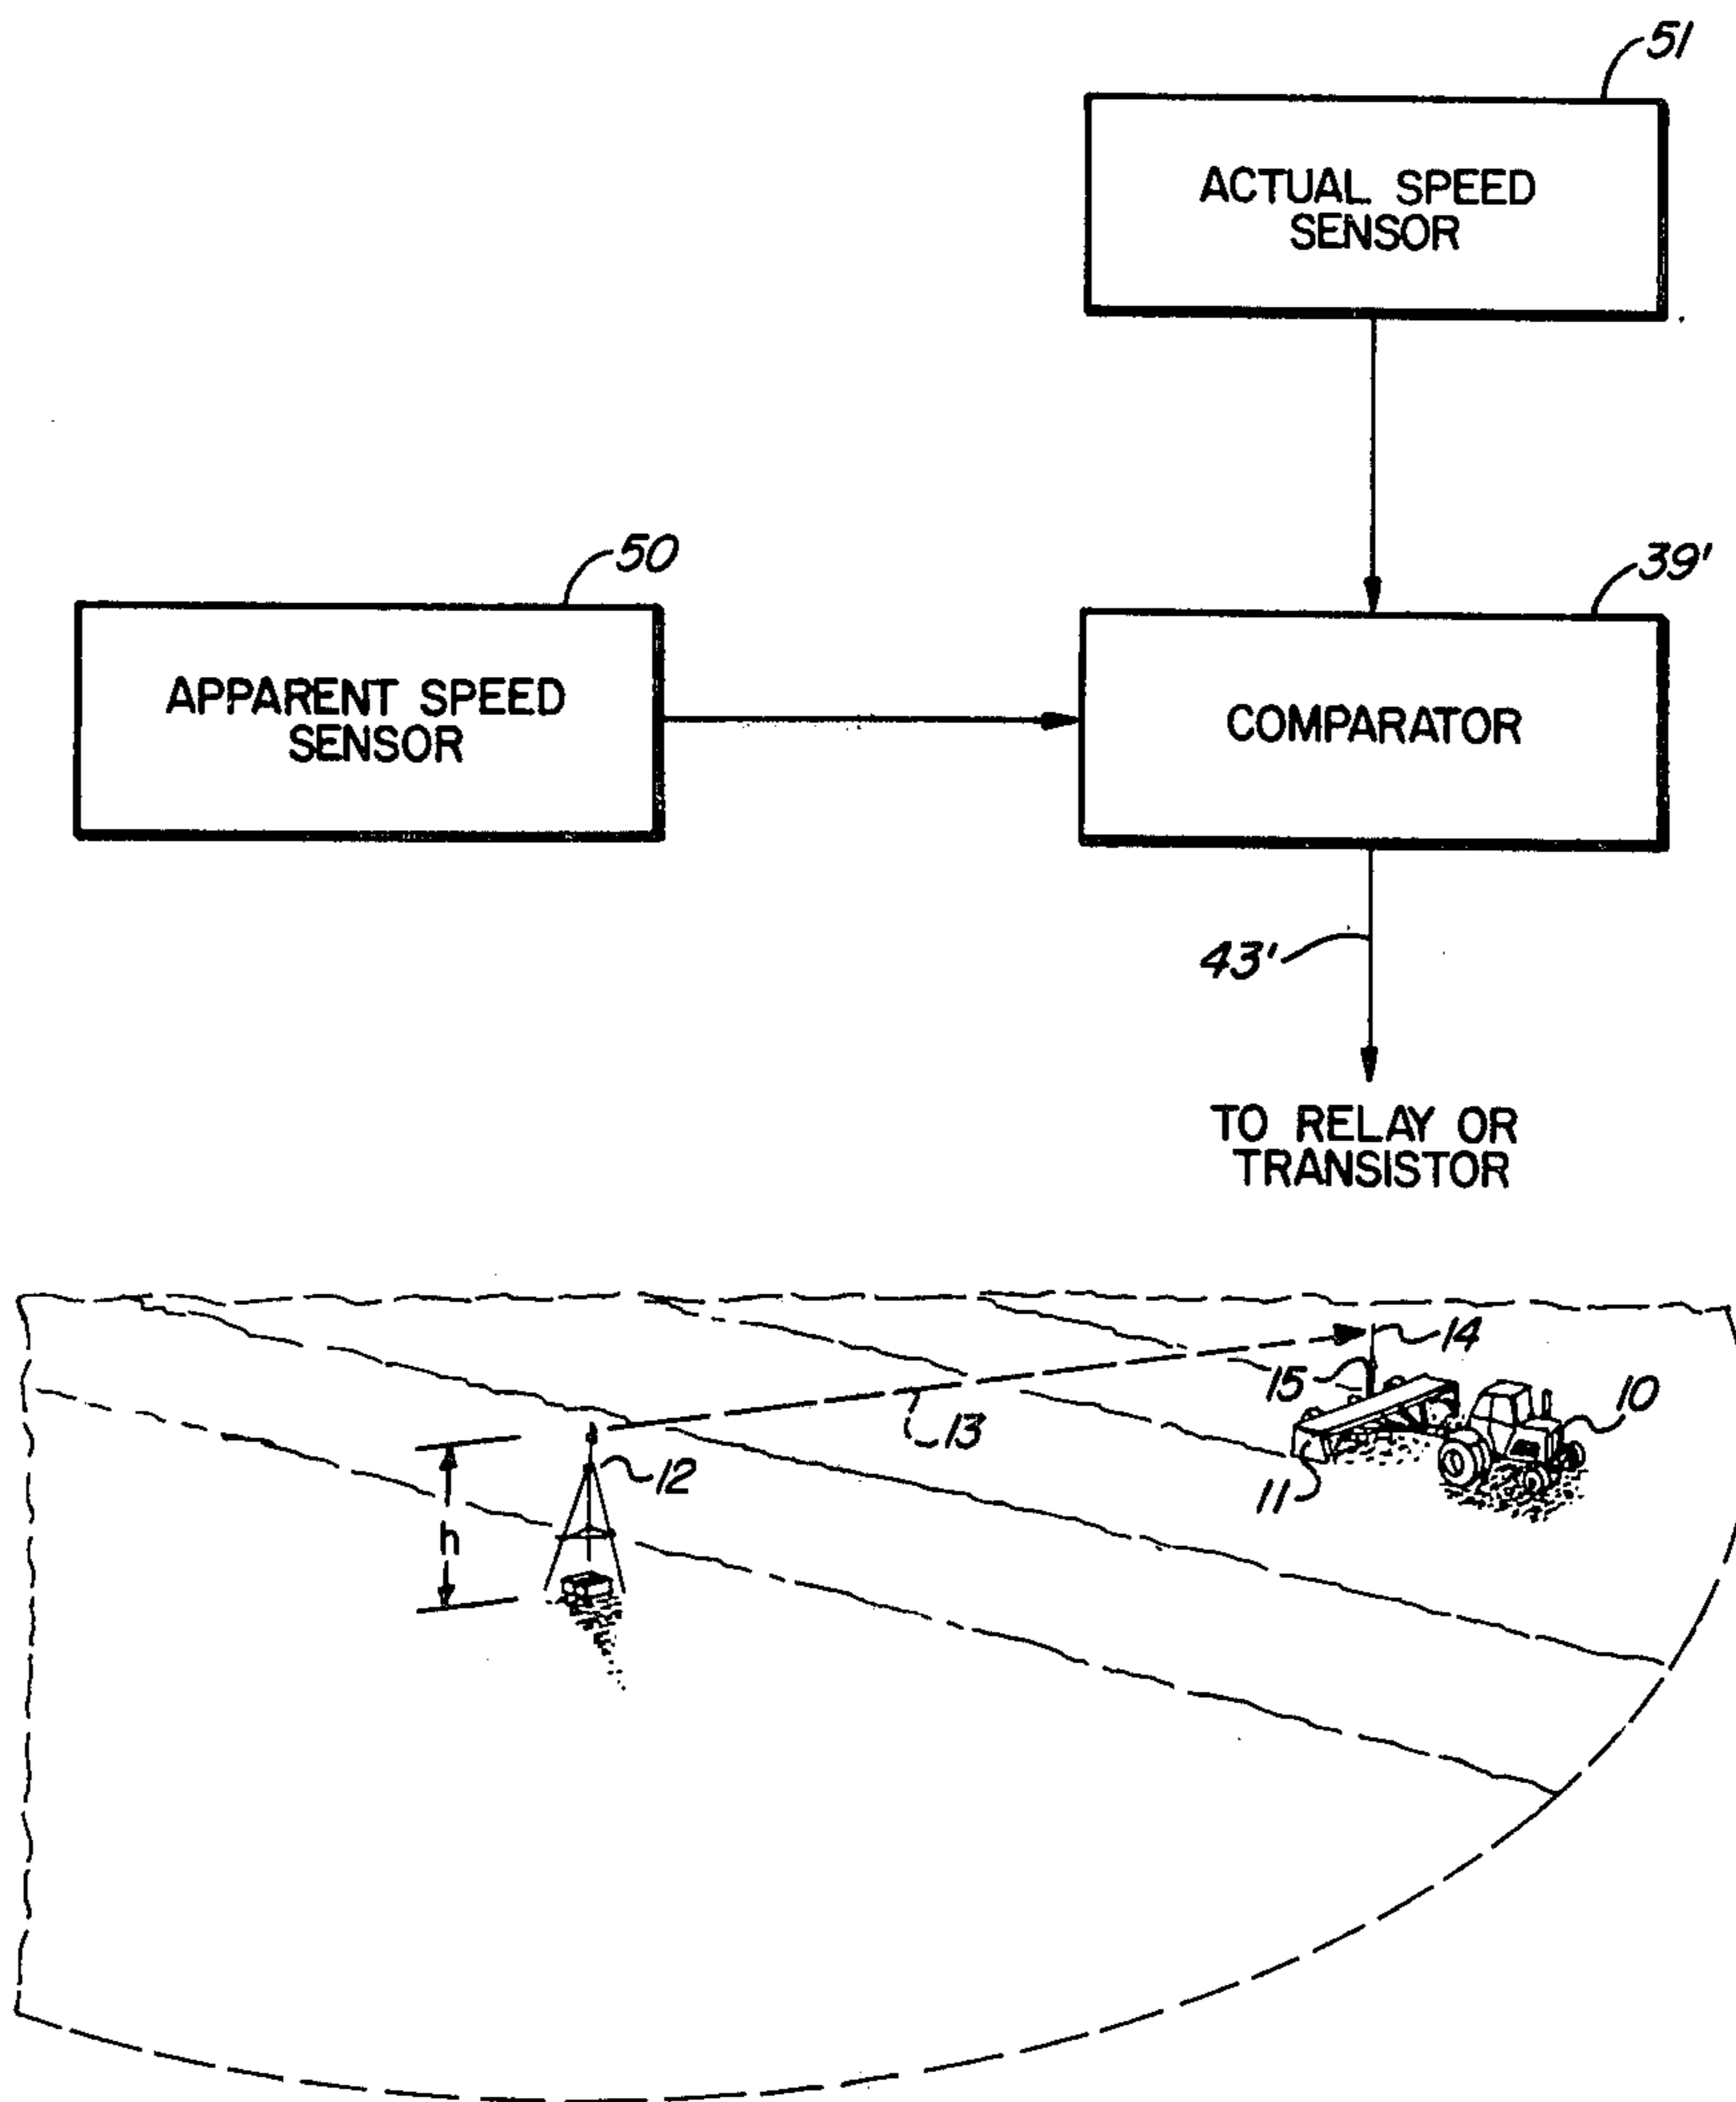 51
ACTUAL SPEED
SENSOR
50
39'
APPARENT SPEED
SENSOR
COMPARATOR
43'
TO RELAY OR
TRANSISTOR
14
15
10
13
12
11
h